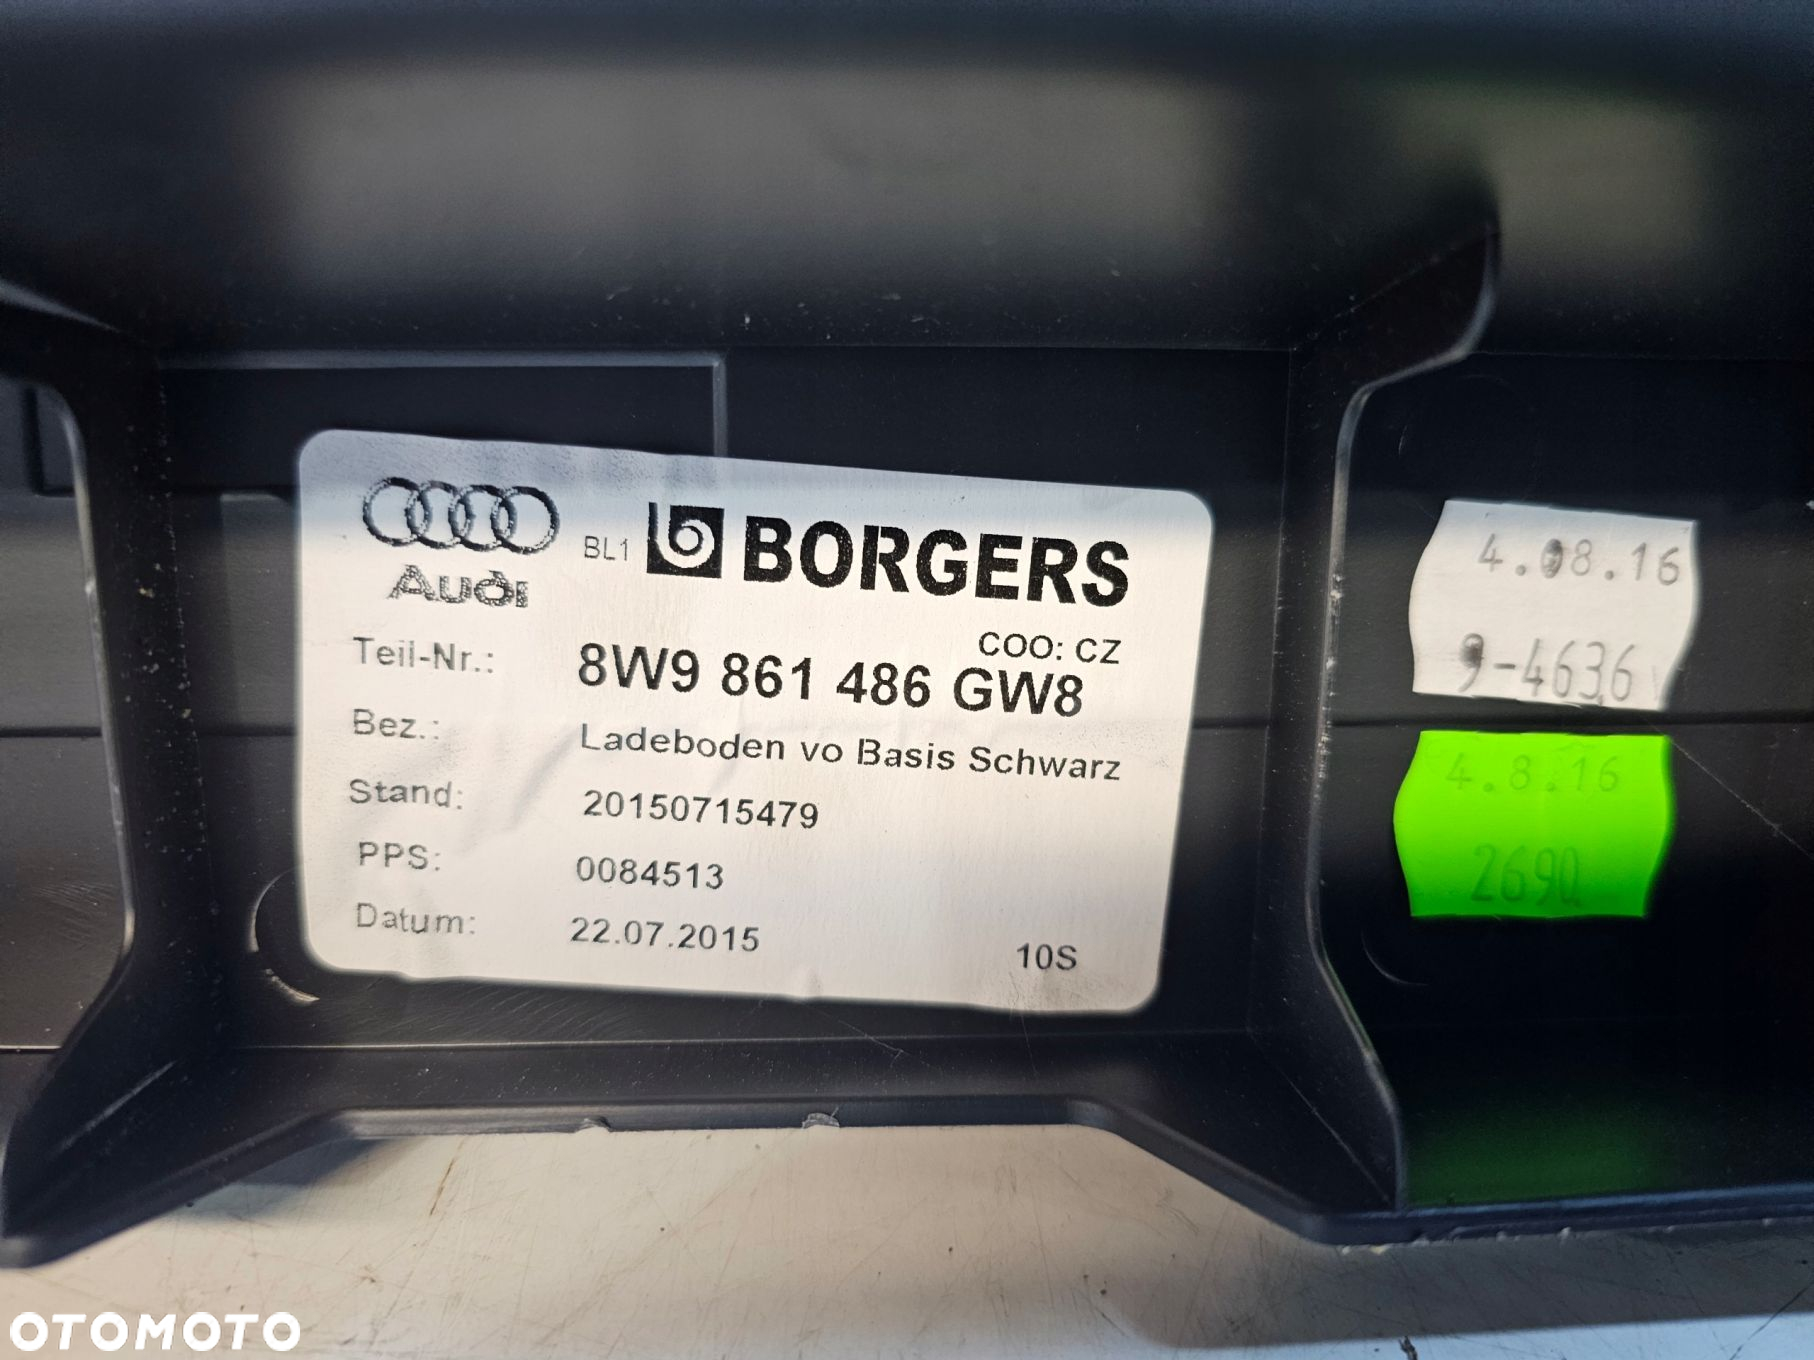 BL1 BORGERS
Audi
COO: CZ
Teil-Nr.: 8W9 861 486 GW8
Bez.: Ladeboden vo Basis Schwarz
Stand: 20150715479
PPS: 0084513
Datum: 22.07.2015 10S
4.08.16
9-4636
4.8.16
2690
OTOMOTO